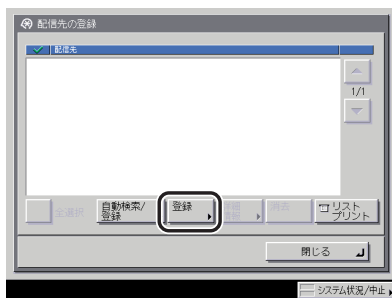 配信先の登録
配信先
1/1
全選択
自動検索/
登録
登録
詳細
情報
消去
リスト
プリント
閉じる
システム状況/中止